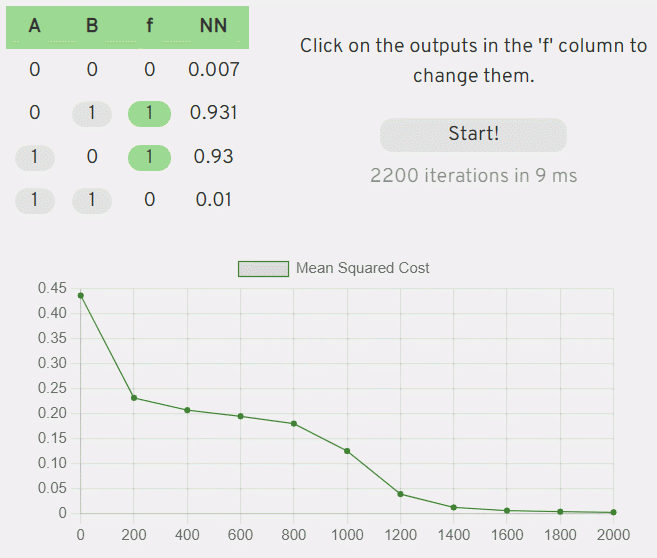 A B f NN
0 0 0 0.007
0 1 1 0.931
1 0 1 0.93
1 1 0 0.01
Click on the outputs in the 'f' column to
change them.
Start!
2200 iterations in 9 ms
Mean Squared Cost
0.45
0.40
0.35
0.30
0.25
0.20
0.15
0.10
0.05
0
0 200 400 600 800 1000 1200 1400 1600 1800 2000